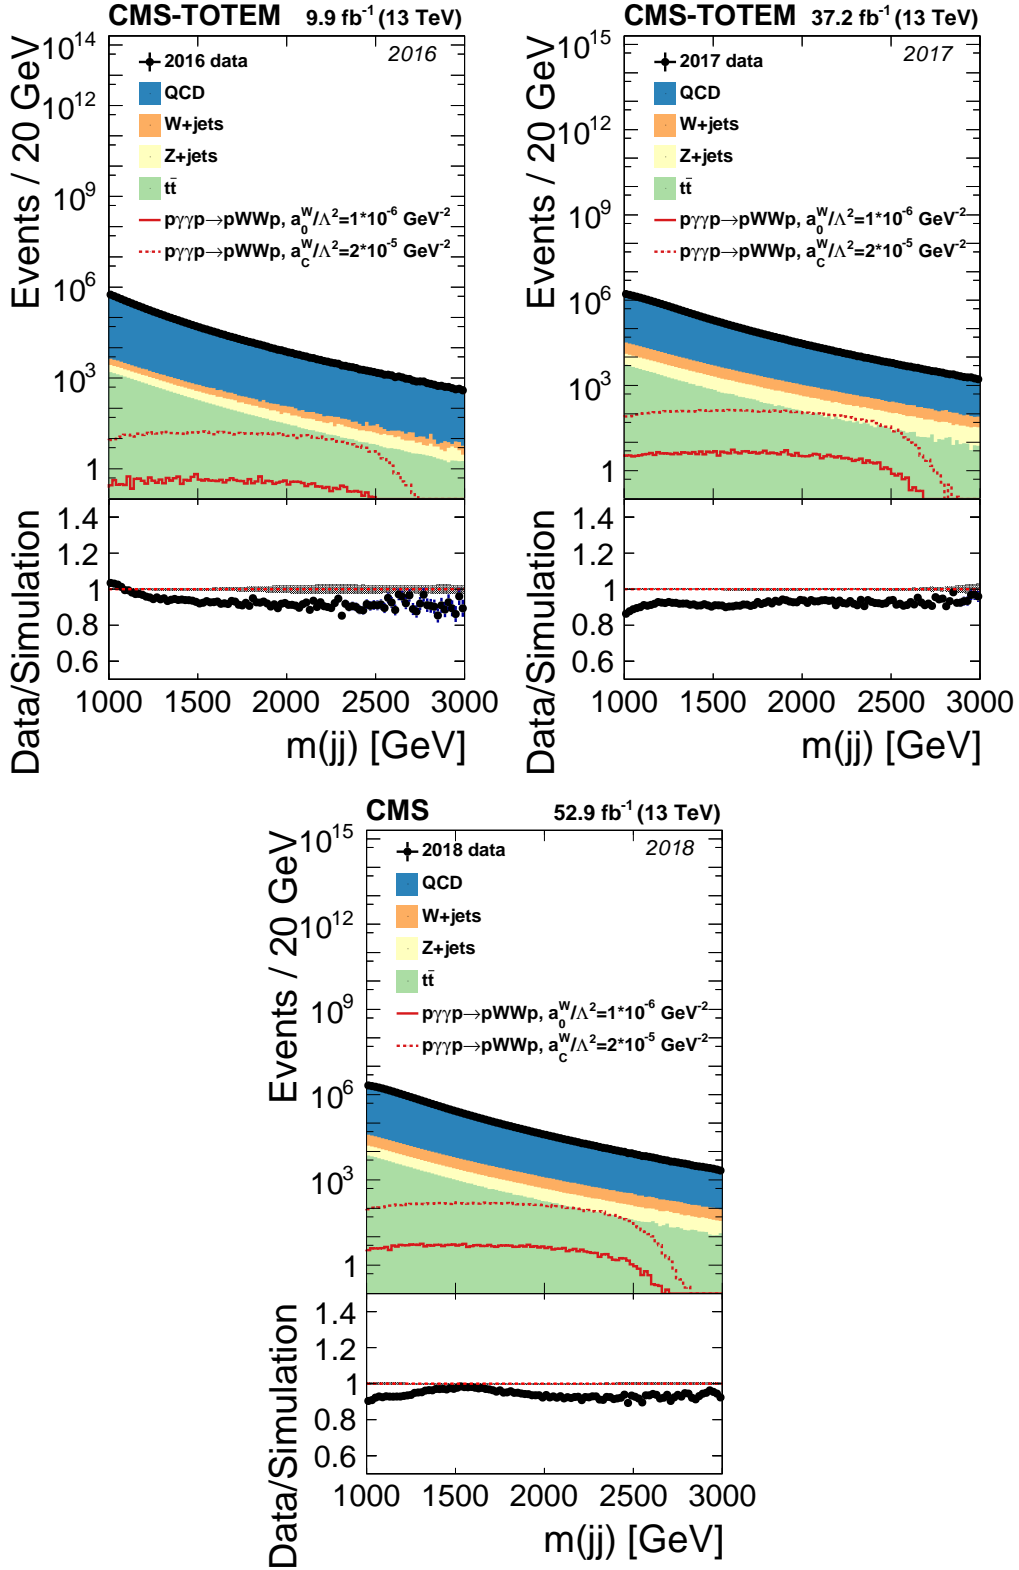 CMS-TOTEM 9.9 fb⁻¹ (13 TeV)
2016
Events / 20 GeV
10¹⁴
10¹²
10⁹
10⁶
10³
1
2016 data
QCD
W+jets
Z+jets
tt̄
pγγp→pWWp, a₀ᵂ/Λ²=1*10⁻⁶ GeV⁻²
pγγp→pWWp, a_Cᵂ/Λ²=2*10⁻⁵ GeV⁻²
Data/Simulation
1.4
1.2
1
0.8
0.6
1000 1500 2000 2500 3000
m(jj) [GeV]
CMS-TOTEM 37.2 fb⁻¹ (13 TeV)
2017
Events / 20 GeV
10¹⁵
10¹²
10⁹
10⁶
10³
1
2017 data
QCD
W+jets
Z+jets
tt̄
pγγp→pWWp, a₀ᵂ/Λ²=1*10⁻⁶ GeV⁻²
pγγp→pWWp, a_Cᵂ/Λ²=2*10⁻⁵ GeV⁻²
Data/Simulation
1.4
1.2
1
0.8
0.6
1000 1500 2000 2500 3000
m(jj) [GeV]
CMS 52.9 fb⁻¹ (13 TeV)
2018
Events / 20 GeV
10¹⁵
10¹²
10⁹
10⁶
10³
1
2018 data
QCD
W+jets
Z+jets
tt̄
pγγp→pWWp, a₀ᵂ/Λ²=1*10⁻⁶ GeV⁻²
pγγp→pWWp, a_Cᵂ/Λ²=2*10⁻⁵ GeV⁻²
Data/Simulation
1.4
1.2
1
0.8
0.6
1000 1500 2000 2500 3000
m(jj) [GeV]